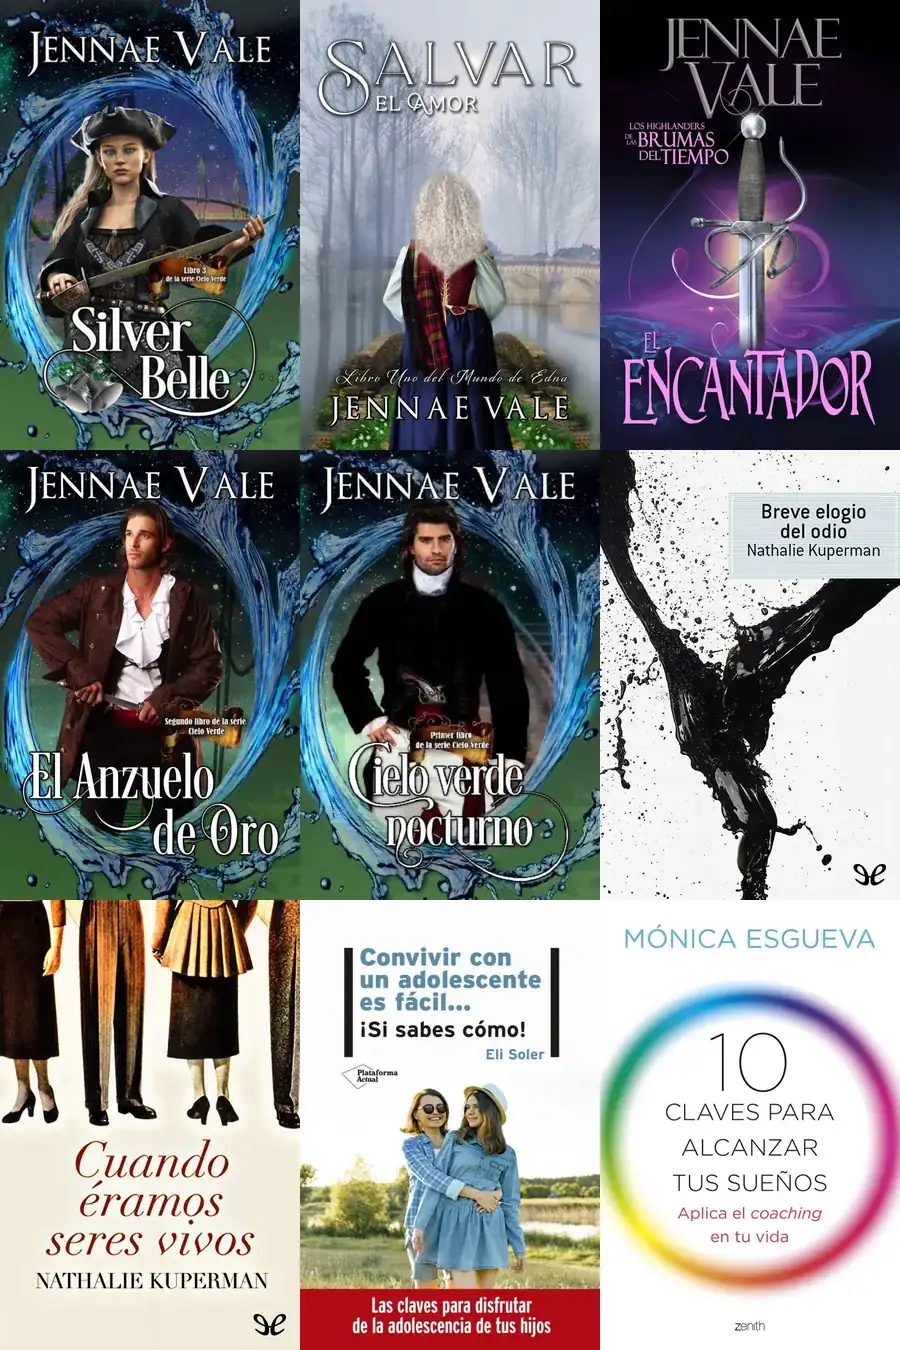 JENNAE VALE
Libro 3
de la serie Cielo Verde
Silver
Belle
SALVAR
EL AMOR
Libro Uno del Mundo de Edna
JENNAE VALE
JENNAE
VALE
LOS HIGHLANDERS
DE LAS BRUMAS
DEL TIEMPO
EL
ENCANTADOR
JENNAE VALE
Segundo libro de la serie
Cielo Verde
El Anzuelo
de Oro
JENNAE VALE
Primer libro
de la serie Cielo Verde
Cielo verde
nocturno
Breve elogio
del odio
Nathalie Kuperman
Cuando
éramos
seres vivos
NATHALIE KUPERMAN
Convivir con
un adolescente
es fácil...
¡Si sabes cómo!
Eli Soler
Plataforma
Actual
Las claves para disfrutar
de la adolescencia de tus hijos
MÓNICA ESGUEVA
10
CLAVES PARA
ALCANZAR
TUS SUEÑOS
Aplica el coaching
en tu vida
zenith